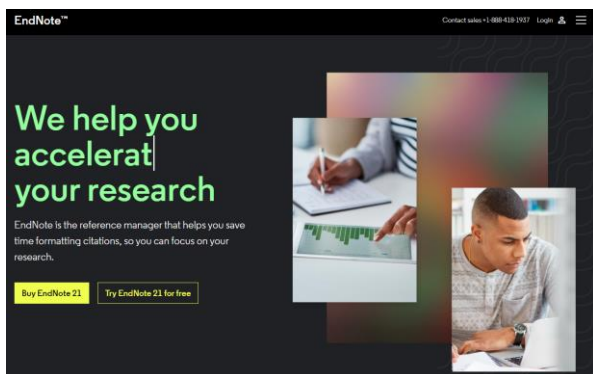 EndNote™
Contact sales +1-888-418-1937 Login
We help you
accelerat
your research
EndNote is the reference manager that helps you save
time formatting citations, so you can focus on your
research.
Buy EndNote 21
Try EndNote 21 for free